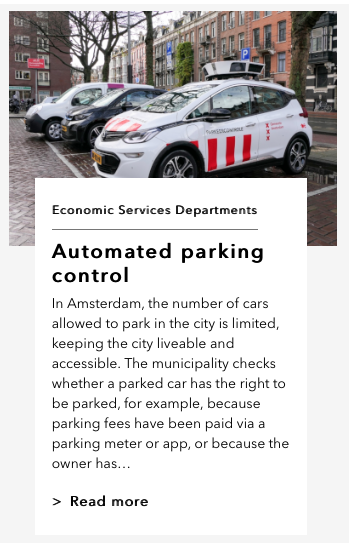 P
Economic Services Departments
Automated parking
control
In Amsterdam, the number of cars
allowed to park in the city is limited,
keeping the city liveable and
accessible. The municipality checks
whether a parked car has the right to
be parked, for example, because
parking fees have been paid via a
parking meter or app, or because the
owner has…
> Read more